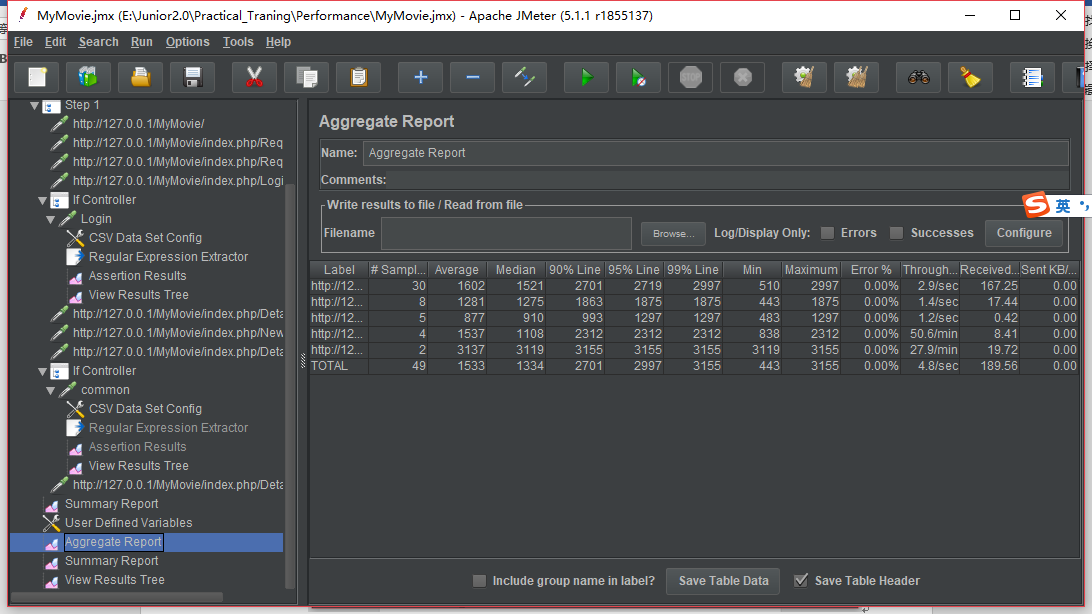 MyMovie.jmx (E:\Junior2.0\Practical_Traning\Performance\MyMovie.jmx) - Apache JMeter (5.1.1 r1855137)
File Edit Search Run Options Tools Help
STOP
Step 1
http://127.0.0.1/MyMovie/
http://127.0.0.1/MyMovie/index.php/Req
http://127.0.0.1/MyMovie/index.php/Req
http://127.0.0.1/MyMovie/index.php/Logi
If Controller
Login
CSV Data Set Config
Regular Expression Extractor
Assertion Results
View Results Tree
http://127.0.0.1/MyMovie/index.php/Deta
http://127.0.0.1/MyMovie/index.php/New
http://127.0.0.1/MyMovie/index.php/Deta
If Controller
common
CSV Data Set Config
Regular Expression Extractor
Assertion Results
View Results Tree
http://127.0.0.1/MyMovie/index.php/Deta
Summary Report
User Defined Variables
Aggregate Report
Summary Report
View Results Tree
Aggregate Report
Name: Aggregate Report
Comments:
Write results to file / Read from file
Filename Browse... Log/Display Only: Errors Successes Configure
S 英
Label # Sampl... Average Median 90% Line 95% Line 99% Line Min Maximum Error % Through... Received... Sent KB/...
http://12... 30 1602 1521 2701 2719 2997 510 2997 0.00% 2.9/sec 167.25 0.00
http://12... 8 1281 1275 1863 1875 1875 443 1875 0.00% 1.4/sec 17.44 0.00
http://12... 5 877 910 993 1297 1297 483 1297 0.00% 1.2/sec 0.42 0.00
http://12... 4 1537 1108 2312 2312 2312 838 2312 0.00% 50.6/min 8.41 0.00
http://12... 2 3137 3119 3155 3155 3155 3119 3155 0.00% 27.9/min 19.72 0.00
TOTAL 49 1533 1334 2701 2997 3155 443 3155 0.00% 4.8/sec 189.56 0.00
Include group name in label? Save Table Data Save Table Header